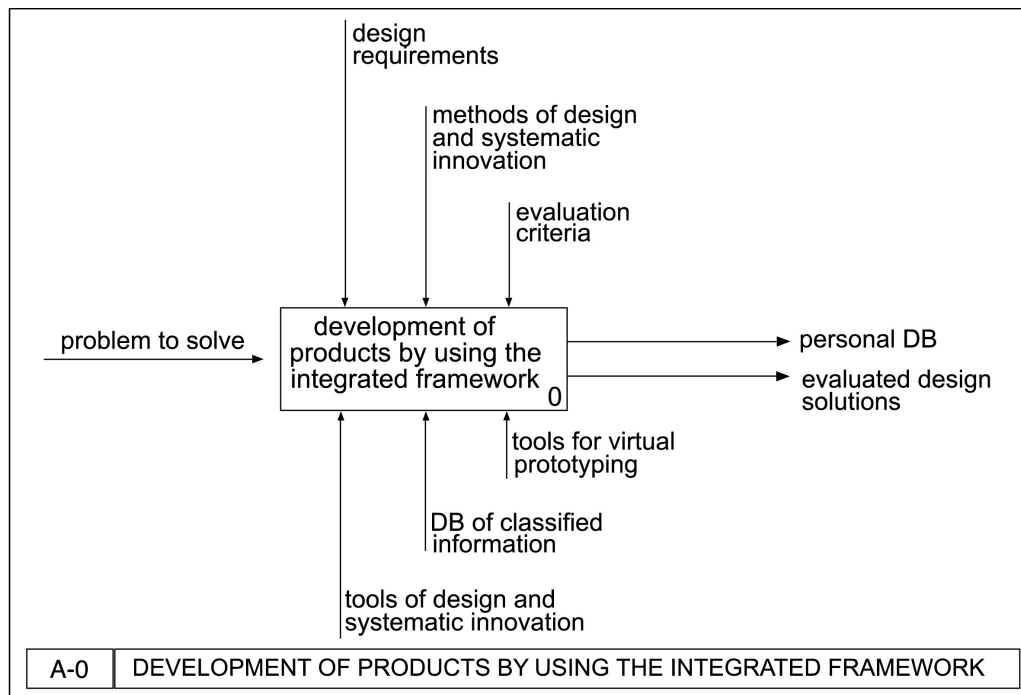 design
requirements
methods of design
and systematic
innovation
evaluation
criteria
problem to solve
development of
products by using the
integrated framework
0
personal DB
evaluated design
solutions
tools for virtual
prototyping
DB of classified
information
tools of design and
systematic innovation
A-0
DEVELOPMENT OF PRODUCTS BY USING THE INTEGRATED FRAMEWORK